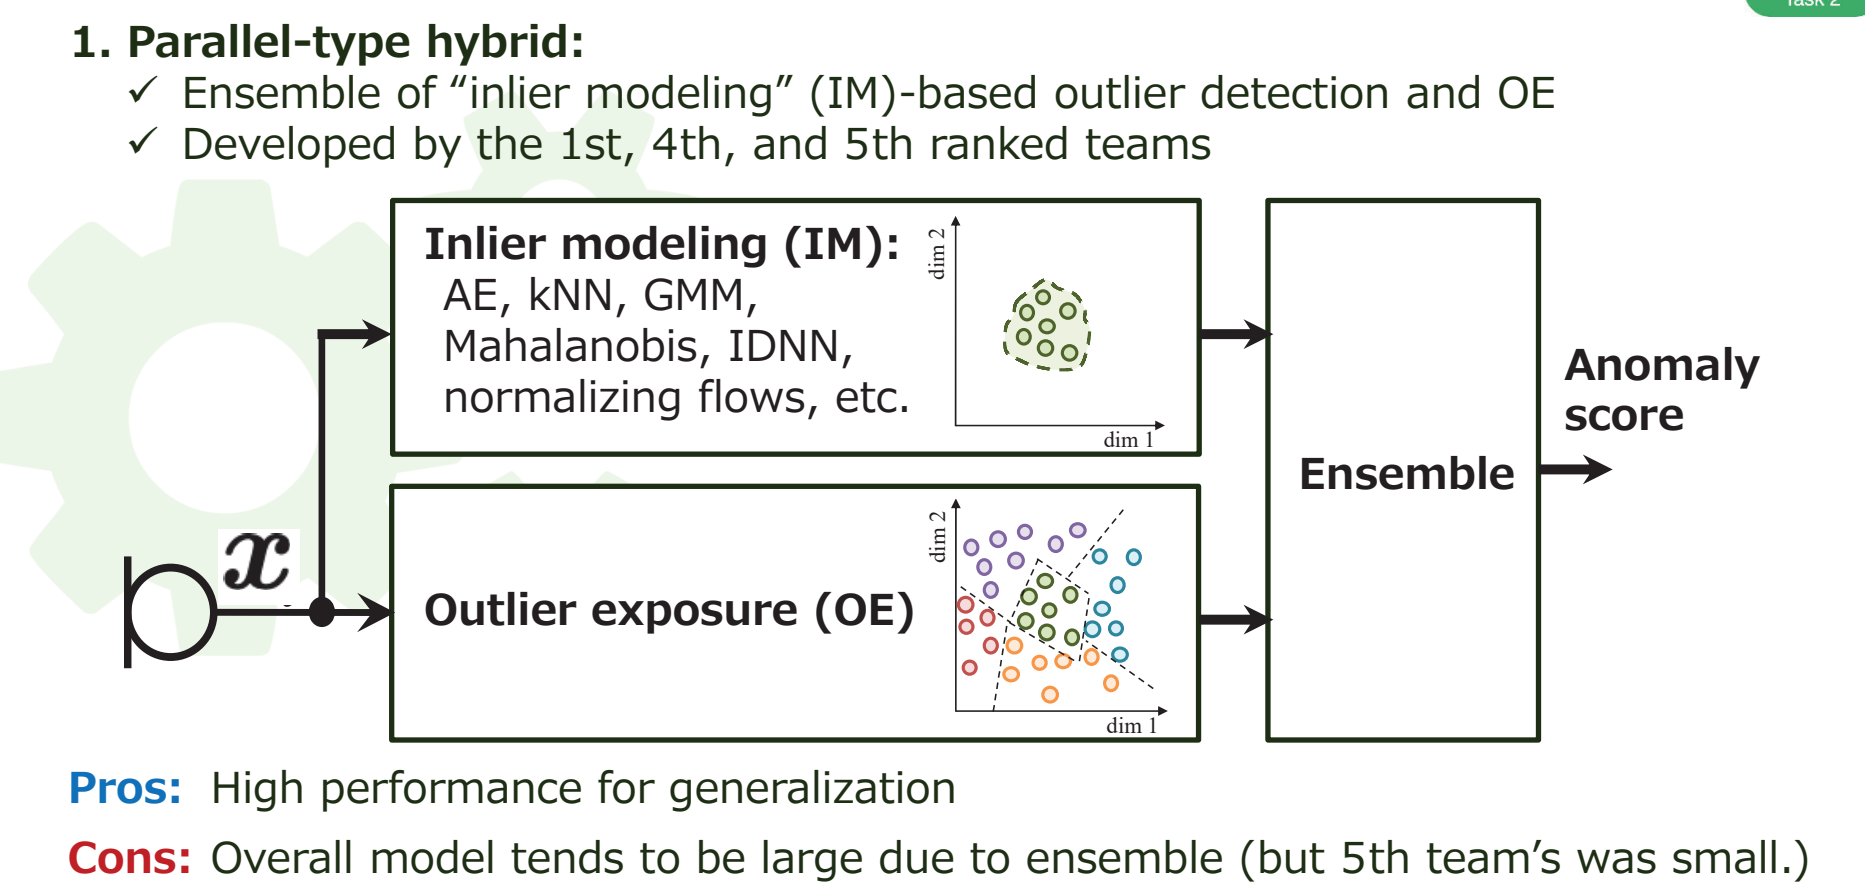 Task 2
1. Parallel-type hybrid:
✓ Ensemble of “inlier modeling” (IM)-based outlier detection and OE
✓ Developed by the 1st, 4th, and 5th ranked teams
Inlier modeling (IM):
AE, kNN, GMM,
Mahalanobis, IDNN,
normalizing flows, etc.
dim 2
dim 1
x
Outlier exposure (OE)
dim 2
dim 1
Ensemble
Anomaly
score
Pros: High performance for generalization
Cons: Overall model tends to be large due to ensemble (but 5th team’s was small.)